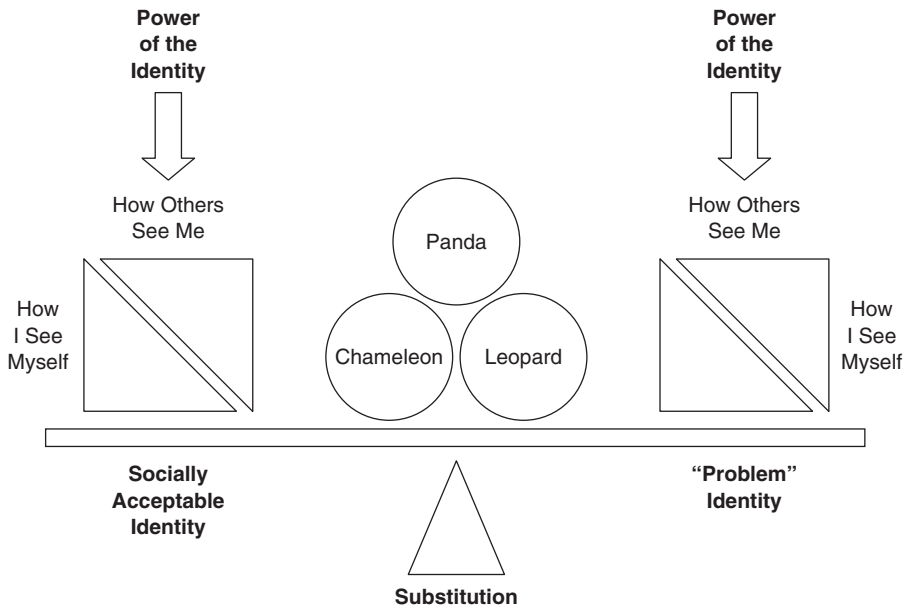 Power
of the
Identity
Power
of the
Identity
How Others
See Me
How Others
See Me
How
I See
Myself
Panda
Chameleon
Leopard
How
I See
Myself
Socially
Acceptable
Identity
“Problem”
Identity
Substitution